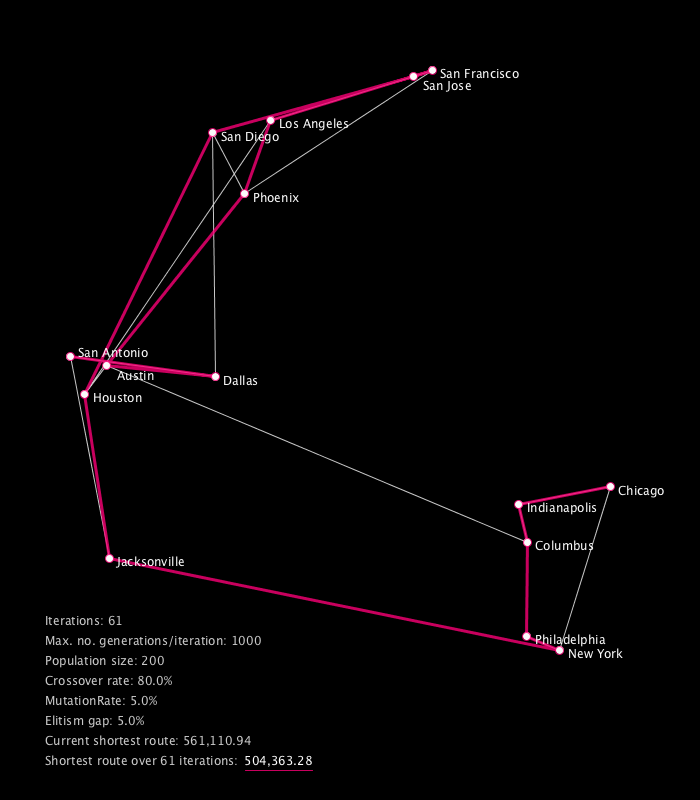 San Francisco
San Jose
Los Angeles
San Diego
Phoenix
San Antonio
Austin
Dallas
Houston
Chicago
Indianapolis
Columbus
Jacksonville
Philadelphia
New York
Iterations: 61
Max. no. generations/iteration: 1000
Population size: 200
Crossover rate: 80.0%
MutationRate: 5.0%
Elitism gap: 5.0%
Current shortest route: 561,110.94
Shortest route over 61 iterations: 504,363.28